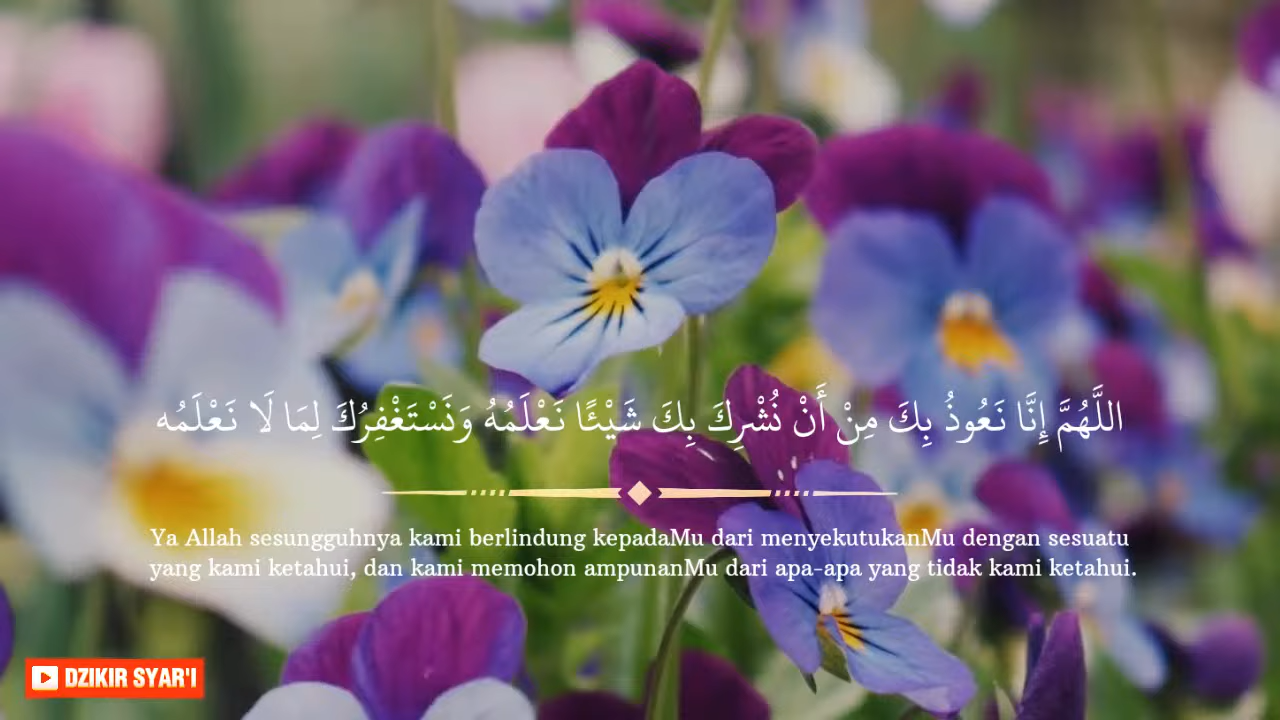 اللَّهُمَّ إِنَّا نَعُوذُ بِكَ مِنْ أَنْ نُشْرِكَ بِكَ شَيْئًا نَعْلَمُهُ وَنَسْتَغْفِرُكَ لِمَا لَا نَعْلَمُه
Ya Allah sesungguhnya kami berlindung kepadaMu dari menyekutukanMu dengan sesuatu
yang kami ketahui, dan kami memohon ampunanMu dari apa-apa yang tidak kami ketahui.
DZIKIR SYAR'I